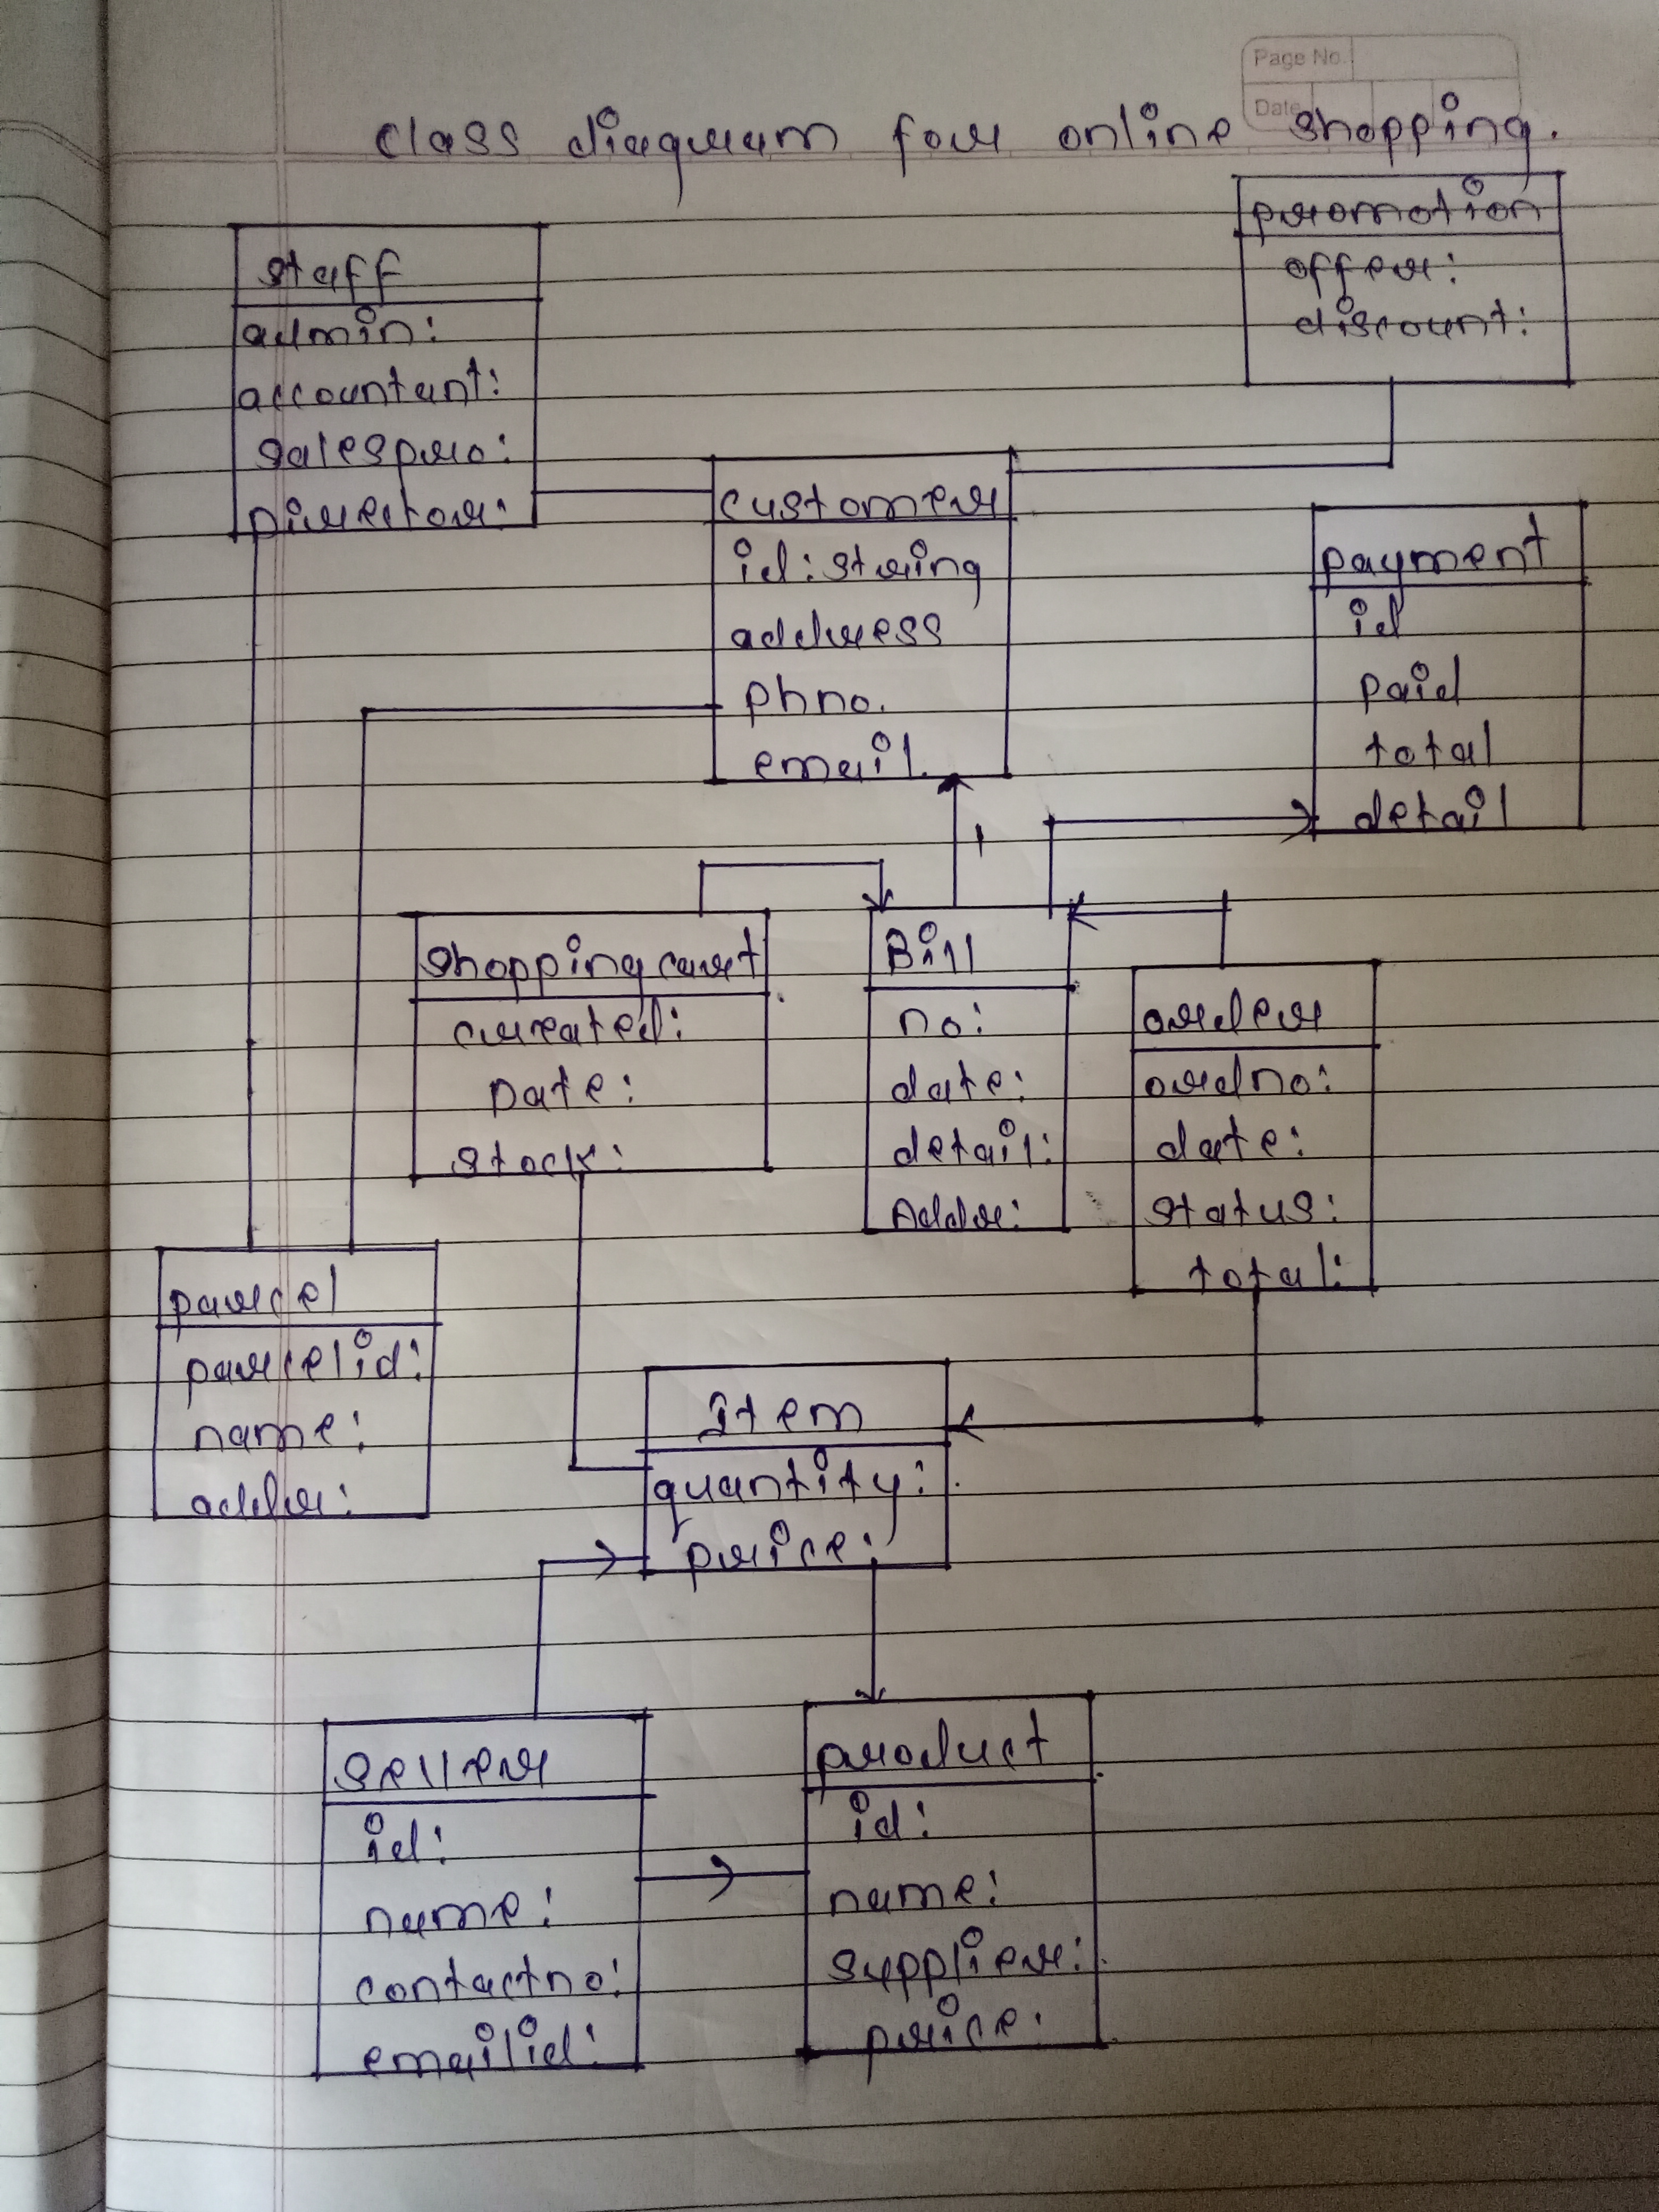 Page No.
Date
class diagram for online shopping.
promotion
offer:
discount:
staff
admin:
accountant:
salespro:
Director:
customer
id:string
address
phno.
email.
payment
id
paid
total
detail
1
shopping cart
created:
Date:
stock:
Bill
no:
date:
detail:
Addr:
order
ordno:
date:
status:
total:
parcel
parcelid:
name:
addr:
Item
quantity:
price:
seller
id:
name:
contactno:
emailid:
product
id:
name:
supplier:
price: